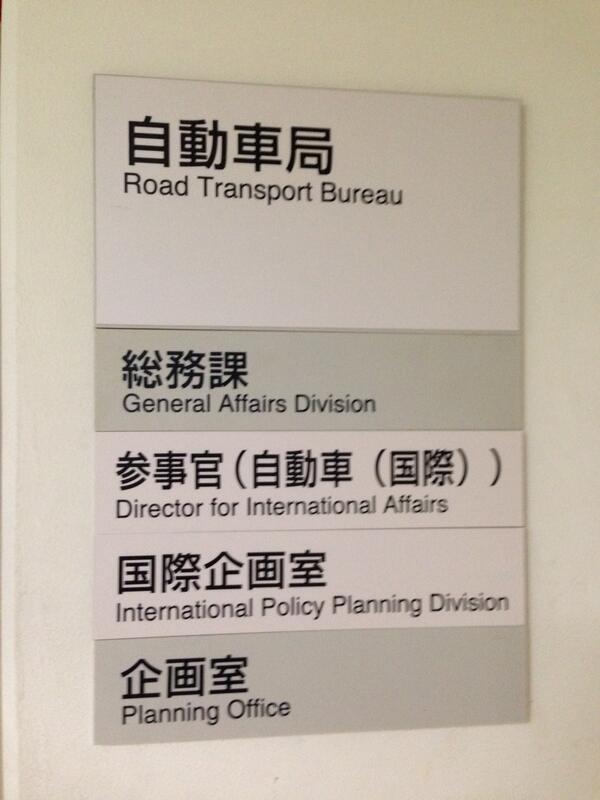 自動車局
Road Transport Bureau
総務課
General Affairs Division
参事官（自動車（国際））
Director for International Affairs
国際企画室
International Policy Planning Division
企画室
Planning Office